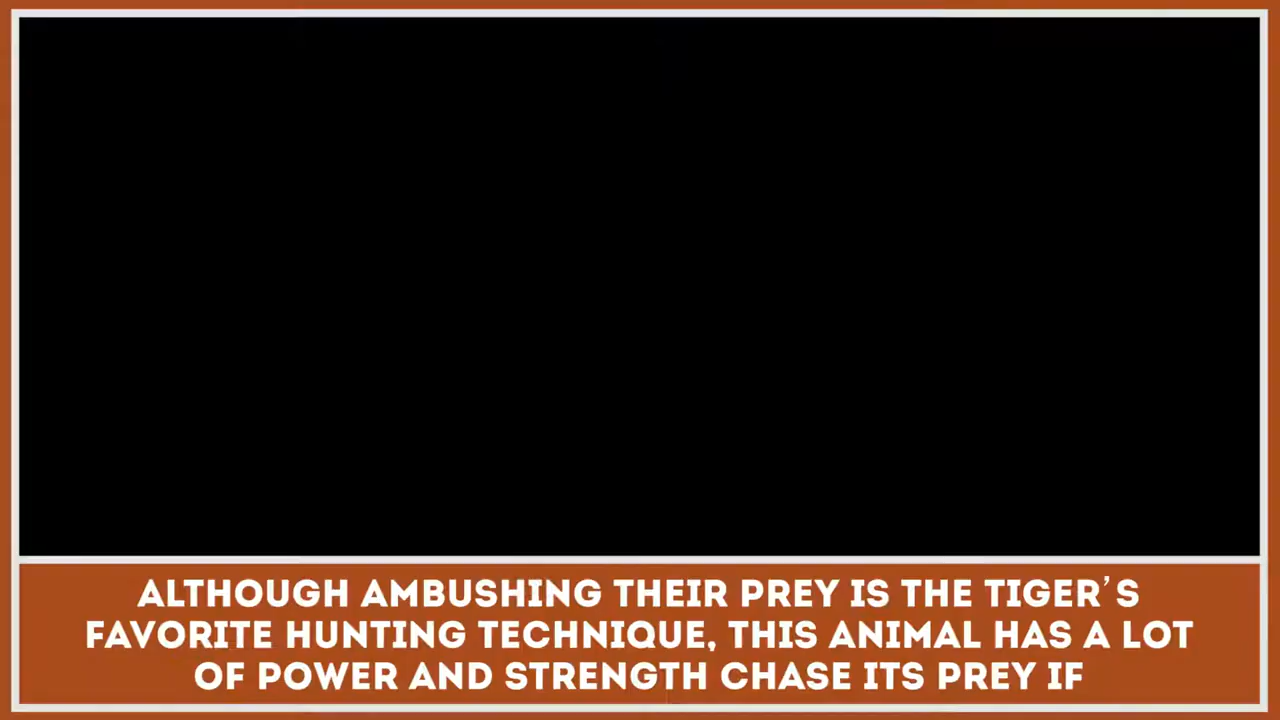 ALTHOUGH AMBUSHING THEIR PREY IS THE TIGER'S
FAVORITE HUNTING TECHNIQUE, THIS ANIMAL HAS A LOT
OF POWER AND STRENGTH CHASE ITS PREY IF